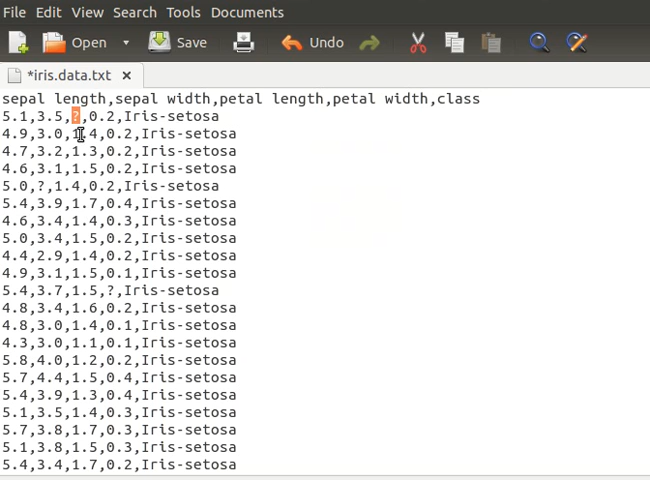 File Edit View Search Tools Documents
Open Save Undo
*iris.data.txt
sepal length,sepal width,petal length,petal width,class
5.1,3.5,?,0.2,Iris-setosa
4.9,3.0,1.4,0.2,Iris-setosa
4.7,3.2,1.3,0.2,Iris-setosa
4.6,3.1,1.5,0.2,Iris-setosa
5.0,?,1.4,0.2,Iris-setosa
5.4,3.9,1.7,0.4,Iris-setosa
4.6,3.4,1.4,0.3,Iris-setosa
5.0,3.4,1.5,0.2,Iris-setosa
4.4,2.9,1.4,0.2,Iris-setosa
4.9,3.1,1.5,0.1,Iris-setosa
5.4,3.7,1.5,?,Iris-setosa
4.8,3.4,1.6,0.2,Iris-setosa
4.8,3.0,1.4,0.1,Iris-setosa
4.3,3.0,1.1,0.1,Iris-setosa
5.8,4.0,1.2,0.2,Iris-setosa
5.7,4.4,1.5,0.4,Iris-setosa
5.4,3.9,1.3,0.4,Iris-setosa
5.1,3.5,1.4,0.3,Iris-setosa
5.7,3.8,1.7,0.3,Iris-setosa
5.1,3.8,1.5,0.3,Iris-setosa
5.4,3.4,1.7,0.2,Iris-setosa